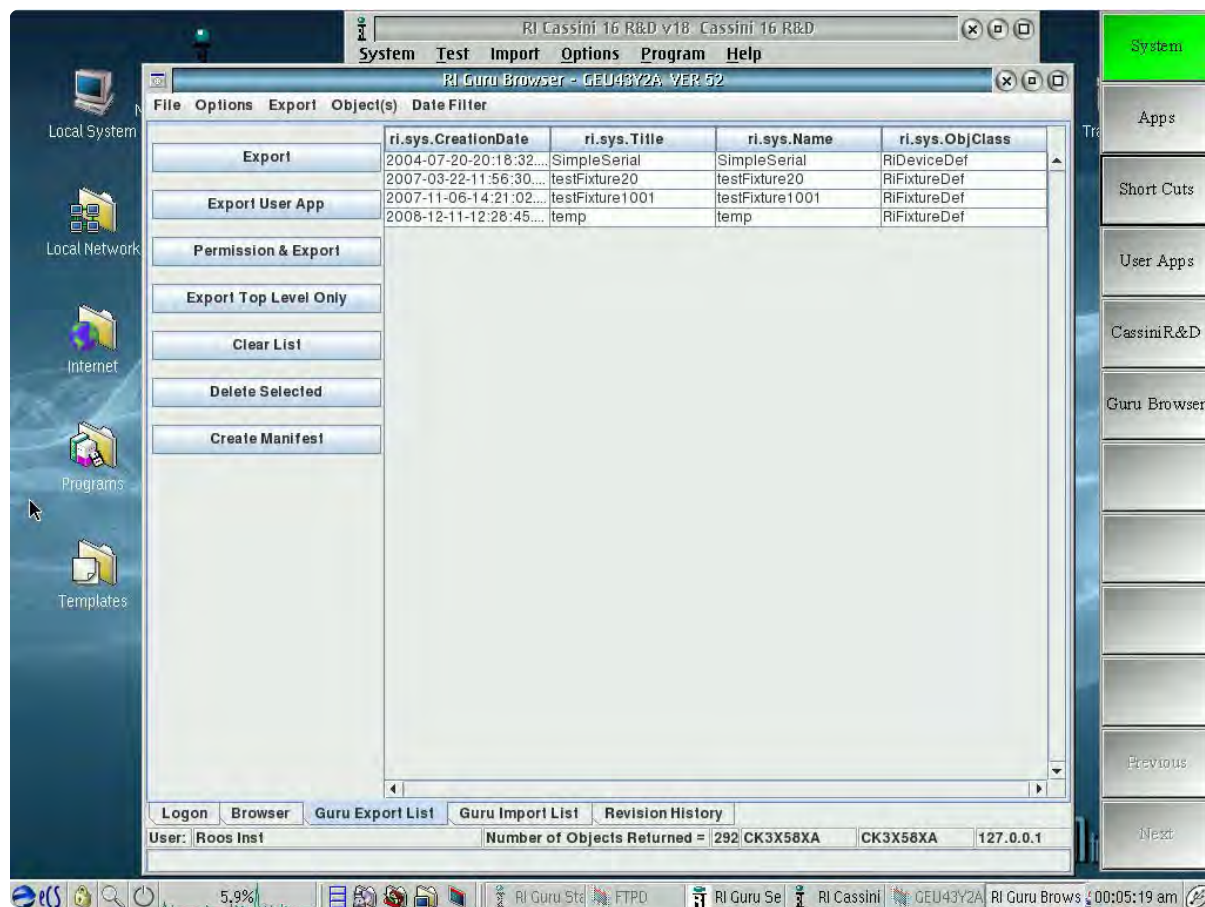 RI Cassini 16 R&D v18 Cassini 16 R&D
System Test Import Options Program Help
RI Guru Browser - GEU43Y2A VER 52
File Options Export Object(s) Date Filter
Local System
Local Network
Internet
Programs
Templates
Export
Export User App
Permission & Export
Export Top Level Only
Clear List
Delete Selected
Create Manifest
ri.sys.CreationDate ri.sys.Title ri.sys.Name ri.sys.ObjClass
2004-07-20-20:18:32.... SimpleSerial SimpleSerial RiDeviceDef
2007-03-22-11:56:30.... testFixture20 testFixture20 RiFixtureDef
2007-11-06-14:21:02.... testFixture1001 testFixture1001 RiFixtureDef
2008-12-11-12:28:45.... temp temp RiFixtureDef
Logon Browser Guru Export List Guru Import List Revision History
User: Roos Inst Number of Objects Returned = 292 CK3X58XA CK3X58XA 127.0.0.1
System
Apps
Short Cuts
User Apps
CassiniR&D
Guru Browser
Previous
Next
eCS 5.9% RI Guru Sta FTPD RI Guru Se RI Cassini GEU43Y2A RI Guru Brows 00:05:19 am